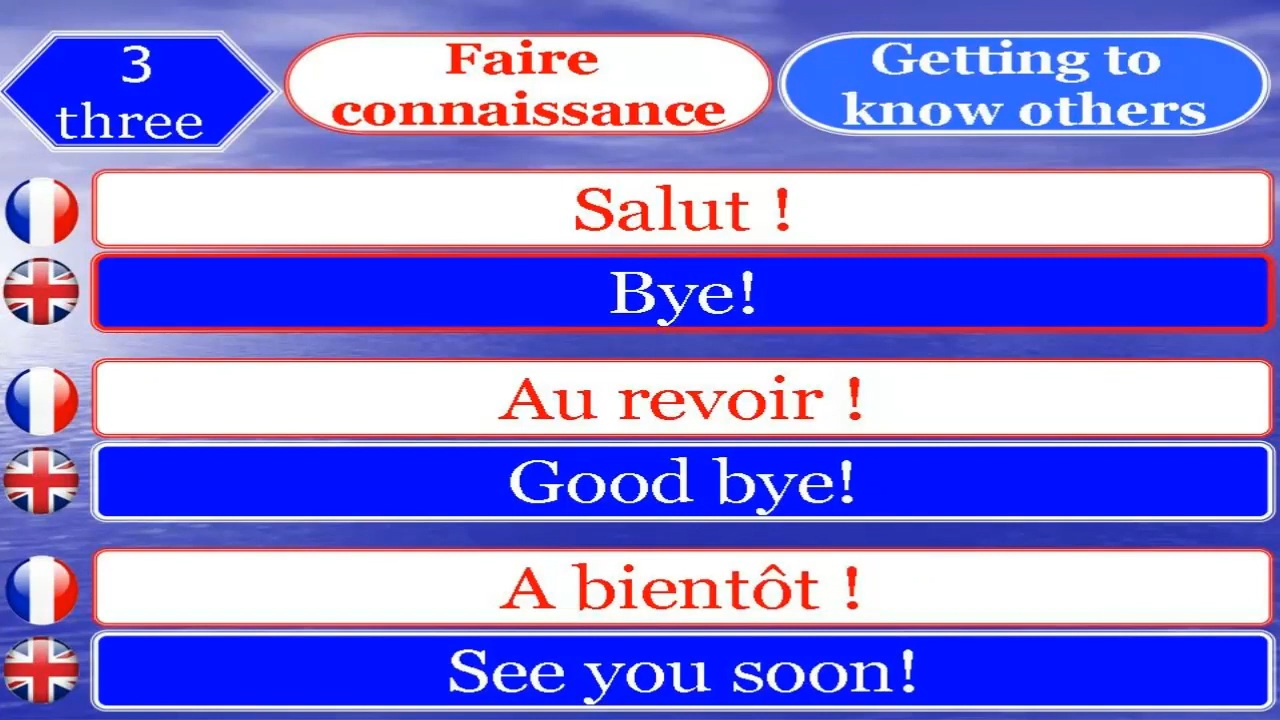 3
three
Faire
connaissance
Getting to
know others
Salut !
Bye!
Au revoir !
Good bye!
A bientôt !
See you soon!